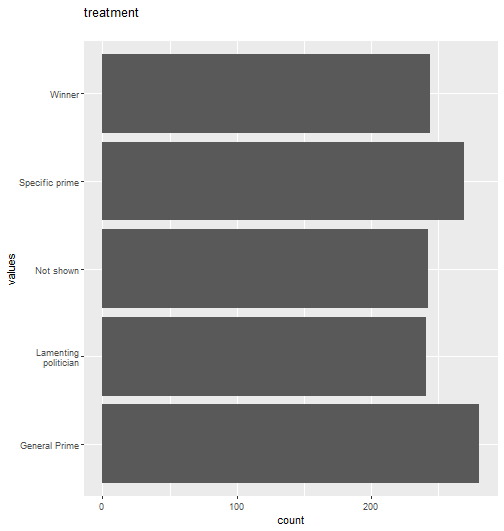 treatment
Winner
Specific prime
Not shown
Lamenting
politician
General Prime
values
0
100
200
count